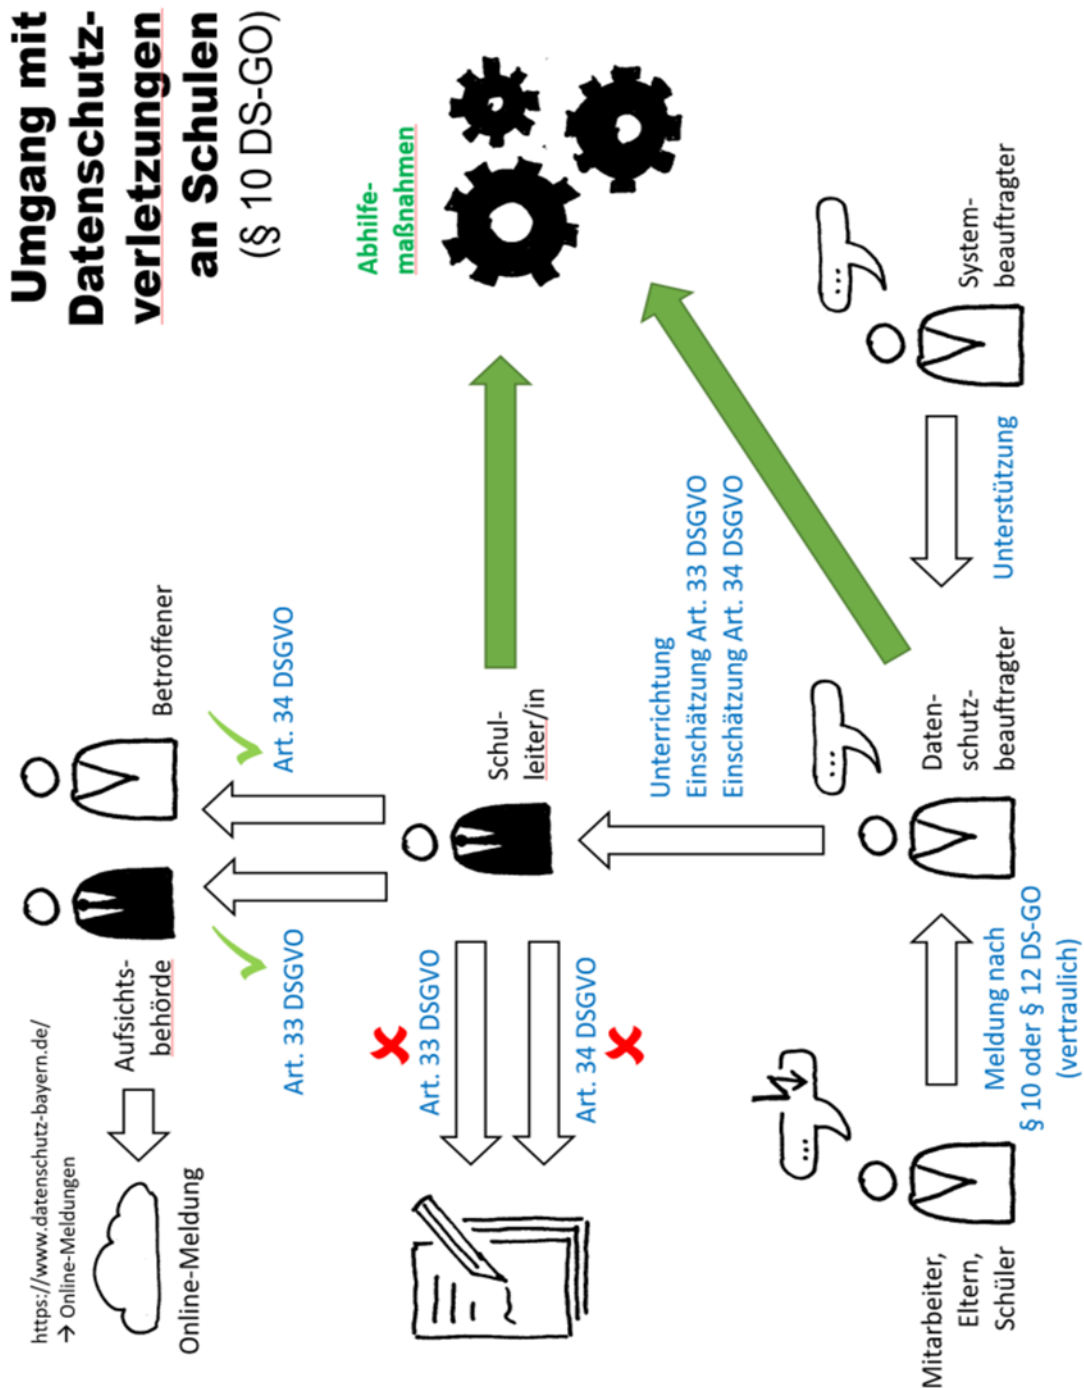 Umgang mit
Datenschutz-
verletzungen
an Schulen
(§ 10 DS-GO)
https://www.datenschutz-bayern.de/
→ Online-Meldungen
Online-Meldung
Aufsichts-
behörde
Betroffener
Art. 33 DSGVO
Art. 34 DSGVO
Abhilfe-
maßnahmen
Art. 33 DSGVO
Art. 34 DSGVO
Schul-
leiter/in
Unterrichtung
Einschätzung Art. 33 DSGVO
Einschätzung Art. 34 DSGVO
...
...
...
Mitarbeiter,
Eltern,
Schüler
Meldung nach
§ 10 oder § 12 DS-GO
(vertraulich)
Daten-
schutz-
beauftragter
Unterstützung
System-
beauftragter